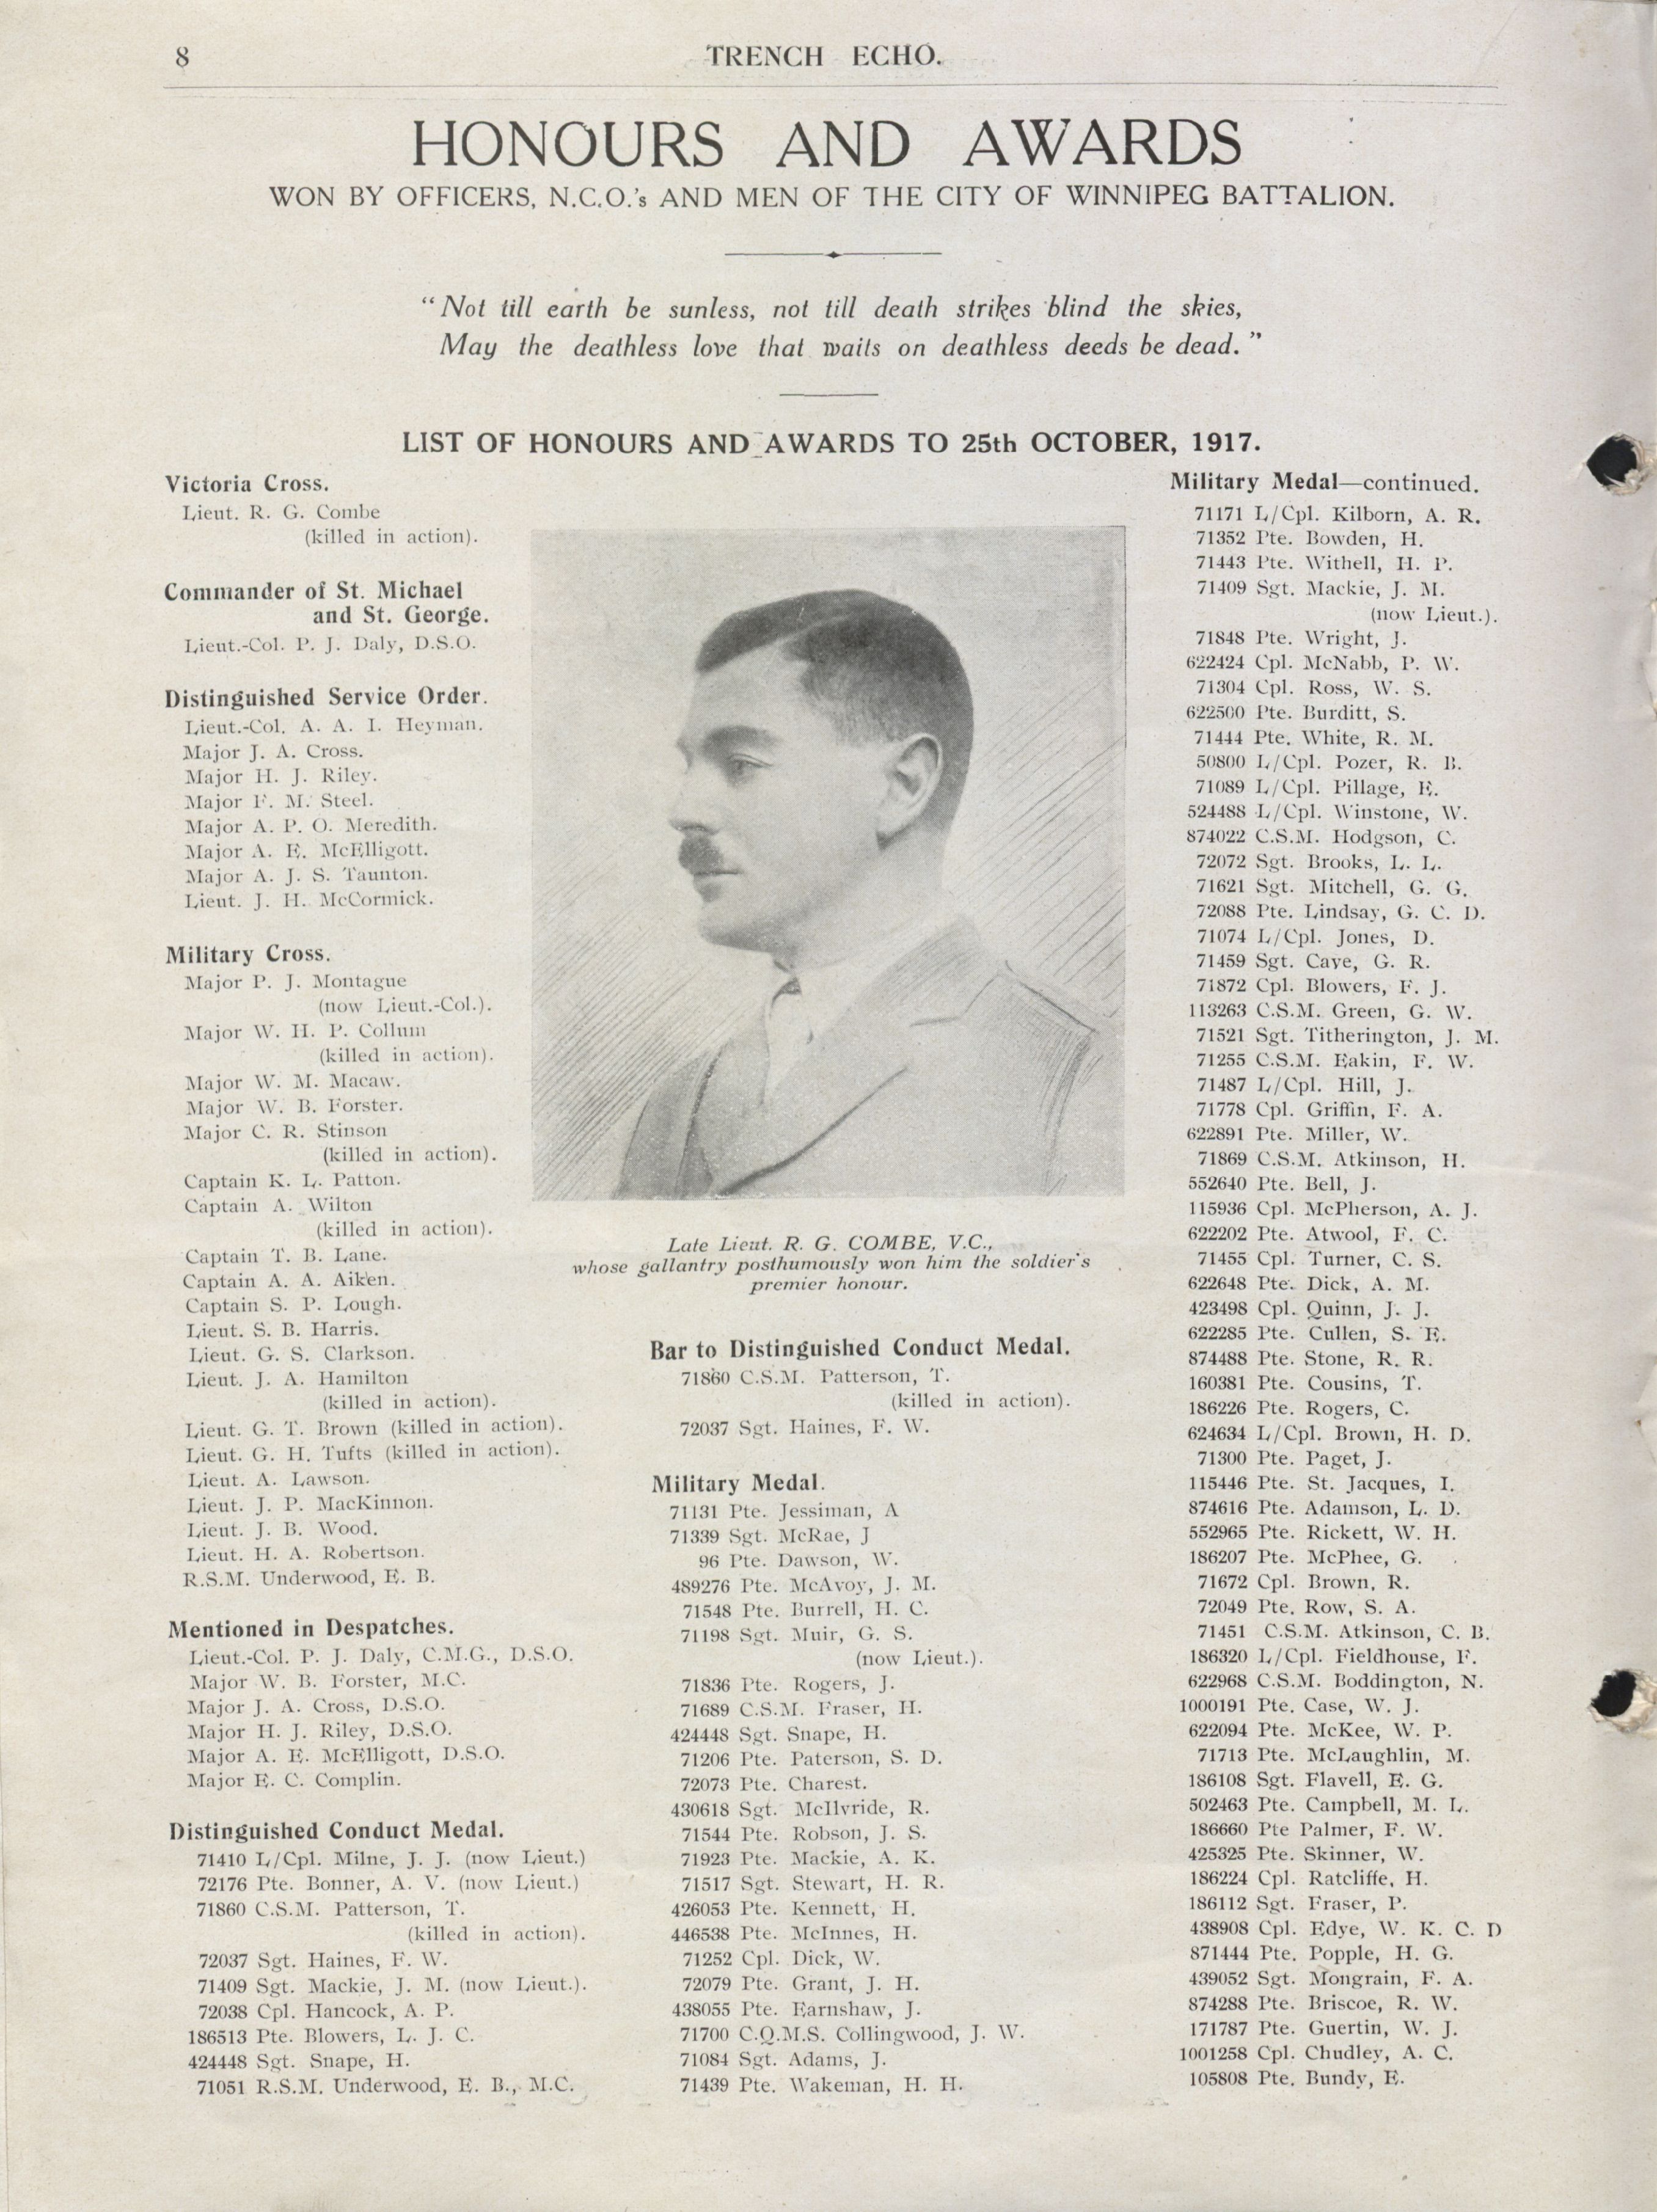 8
TRENCH ECHO.
HONOURS AND AWARDS
WON BY OFFICERS, N.C.O.'s AND MEN OF THE CITY OF WINNIPEG BATTALION.
“Not till earth be sunless, not till death strikes blind the skies,
May the deathless love that waits on deathless deeds be dead.”
LIST OF HONOURS AND AWARDS TO 25th OCTOBER, 1917.
Victoria Cross.
Lieut. R. G. Combe
(killed in action).
Commander of St. Michael
and St. George.
Lieut.-Col. P. J. Daly, D.S.O.
Distinguished Service Order.
Lieut.-Col. A. A. I. Heyman.
Major J. A. Cross.
Major H. J. Riley.
Major F. M. Steel.
Major A. P. O. Meredith.
Major A. E. McElligott.
Major A. J. S. Taunton.
Lieut. J. H. McCormick.
Military Cross.
Major P. J. Montague
(now Lieut.-Col.).
Major W. H. P. Collum
(killed in action).
Major W. M. Macaw.
Major W. B. Forster.
Major C. R. Stinson
(killed in action).
Captain K. L. Patton.
Captain A. Wilton
(killed in action).
Captain T. B. Lane.
Captain A. A. Aiken.
Captain S. P. Lough.
Lieut. S. B. Harris.
Lieut. G. S. Clarkson.
Lieut. J. A. Hamilton
(killed in action).
Lieut. G. T. Brown (killed in action).
Lieut. G. H. Tufts (killed in action).
Lieut. A. Lawson.
Lieut. J. P. MacKinnon.
Lieut. J. B. Wood.
Lieut. H. A. Robertson.
R.S.M. Underwood, E. B.
Mentioned in Despatches.
Lieut.-Col. P. J. Daly, C.M.G., D.S.O.
Major W. B. Forster, M.C.
Major J. A. Cross, D.S.O.
Major H. J. Riley, D.S.O.
Major A. E. McElligott, D.S.O.
Major E. C. Complin.
Distinguished Conduct Medal.
71410 L/Cpl. Milne, J. J. (now Lieut.)
72176 Pte. Bonner, A. V. (now Lieut.)
71860 C.S.M. Patterson, T.
(killed in action).
72037 Sgt. Haines, F. W.
71409 Sgt. Mackie, J. M. (now Lieut.).
72038 Cpl. Hancock, A. P.
186513 Pte. Blowers, L. J. C.
424448 Sgt. Snape, H.
71051 R.S.M. Underwood, E. B., M.C.
Late Lieut. R. G. COMBE, V.C.,
whose gallantry posthumously won him the soldier's
premier honour.
Bar to Distinguished Conduct Medal.
71860 C.S.M. Patterson, T.
(killed in action).
72037 Sgt. Haines, F. W.
Military Medal.
71131 Pte. Jessiman, A
71339 Sgt. McRae, J
96 Pte. Dawson, W.
489276 Pte. McAvoy, J. M.
71548 Pte. Burrell, H. C.
71198 Sgt. Muir, G. S.
(now Lieut.).
71836 Pte. Rogers, J.
71689 C.S.M. Fraser, H.
424448 Sgt. Snape, H.
71206 Pte. Paterson, S. D.
72073 Pte. Charest.
430618 Sgt. McIlvride, R.
71544 Pte. Robson, J. S.
71923 Pte. Mackie, A. K.
71517 Sgt. Stewart, H. R.
426053 Pte. Kennett, H.
446538 Pte. McInnes, H.
71252 Cpl. Dick, W.
72079 Pte. Grant, J. H.
438055 Pte. Earnshaw, J.
71700 C.Q.M.S. Collingwood, J. W.
71084 Sgt. Adams, J.
71439 Pte. Wakeman, H. H.
Military Medal—continued.
71171 L/Cpl. Kilborn, A. R.
71352 Pte. Bowden, H.
71443 Pte. Withell, H. P.
71409 Sgt. Mackie, J. M.
(now Lieut.).
71848 Pte. Wright, J.
622424 Cpl. McNabb, P. W.
71304 Cpl. Ross, W. S.
622500 Pte. Burditt, S.
71444 Pte. White, R. M.
50800 L/Cpl. Pozer, R. B.
71089 L/Cpl. Pillage, E.
524488 L/Cpl. Winstone, W.
874022 C.S.M. Hodgson, C.
72072 Sgt. Brooks, L. L.
71621 Sgt. Mitchell, G. G.
72088 Pte. Lindsay, G. C. D.
71074 L/Cpl. Jones, D.
71459 Sgt. Cave, G. R.
71872 Cpl. Blowers, F. J.
113263 C.S.M. Green, G. W.
71521 Sgt. Titherington, J. M.
71255 C.S.M. Eakin, F. W.
71487 L/Cpl. Hill, J.
71778 Cpl. Griffin, F. A.
622891 Pte. Miller, W.
71869 C.S.M. Atkinson, H.
552640 Pte. Bell, J.
115936 Cpl. McPherson, A. J.
622202 Pte. Atwool, F. C.
71455 Cpl. Turner, C. S.
622648 Pte. Dick, A. M.
423498 Cpl. Quinn, J. J.
622285 Pte. Cullen, S. E.
874488 Pte. Stone, R. R.
160381 Pte. Cousins, T.
186226 Pte. Rogers, C.
624634 L/Cpl. Brown, H. D.
71300 Pte. Paget, J.
115446 Pte. St. Jacques, I.
874616 Pte. Adamson, L. D.
552965 Pte. Rickett, W. H.
186207 Pte. McPhee, G.
71672 Cpl. Brown, R.
72049 Pte. Row, S. A.
71451 C.S.M. Atkinson, C. B.
186320 L/Cpl. Fieldhouse, F.
622968 C.S.M. Boddington, N.
1000191 Pte. Case, W. J.
622094 Pte. McKee, W. P.
71713 Pte. McLaughlin, M.
186108 Sgt. Flavell, E. G.
502463 Pte. Campbell, M. L.
186660 Pte Palmer, F. W.
425325 Pte. Skinner, W.
186224 Cpl. Ratcliffe, H.
186112 Sgt. Fraser, P.
438908 Cpl. Edye, W. K. C. D
871444 Pte. Popple, H. G.
439052 Sgt. Mongrain, F. A.
874288 Pte. Briscoe, R. W.
171787 Pte. Guertin, W. J.
1001258 Cpl. Chudley, A. C.
105808 Pte. Bundy, E.